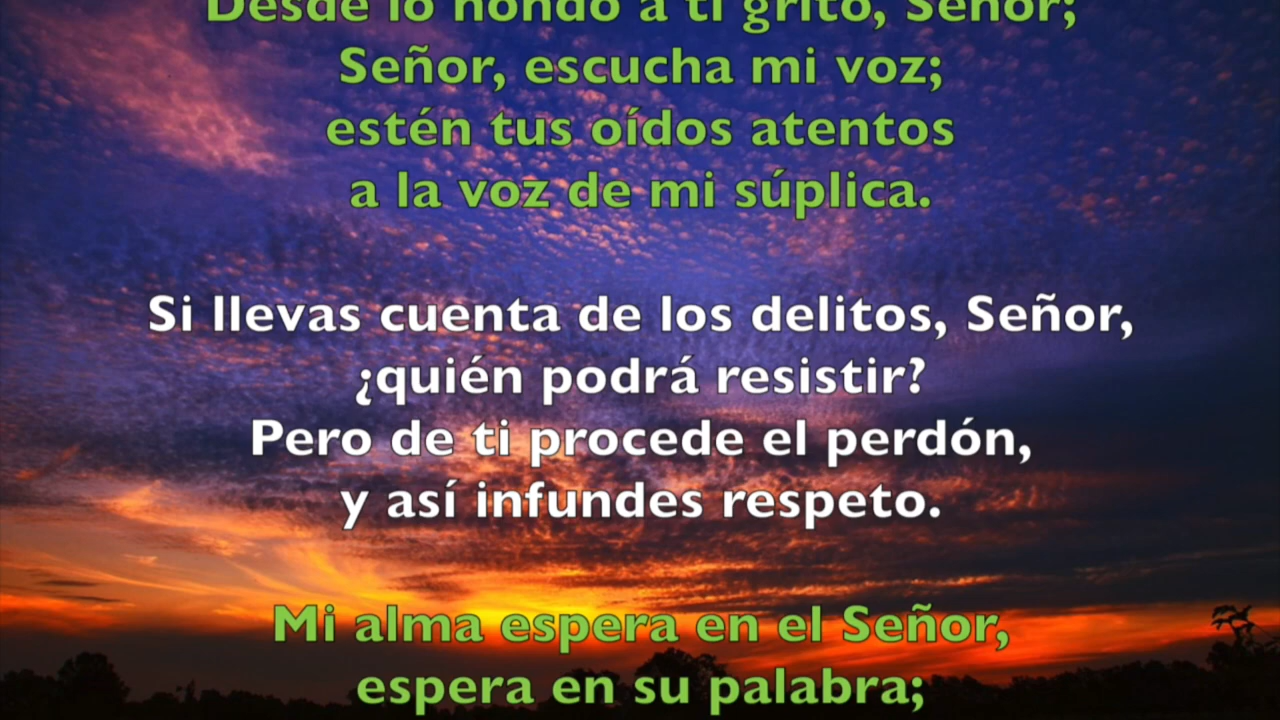 Desde lo hondo a ti grito, Señor;
Señor, escucha mi voz;
estén tus oídos atentos
a la voz de mi súplica.
Si llevas cuenta de los delitos, Señor,
¿quién podrá resistir?
Pero de ti procede el perdón,
y así infundes respeto.
Mi alma espera en el Señor,
espera en su palabra;